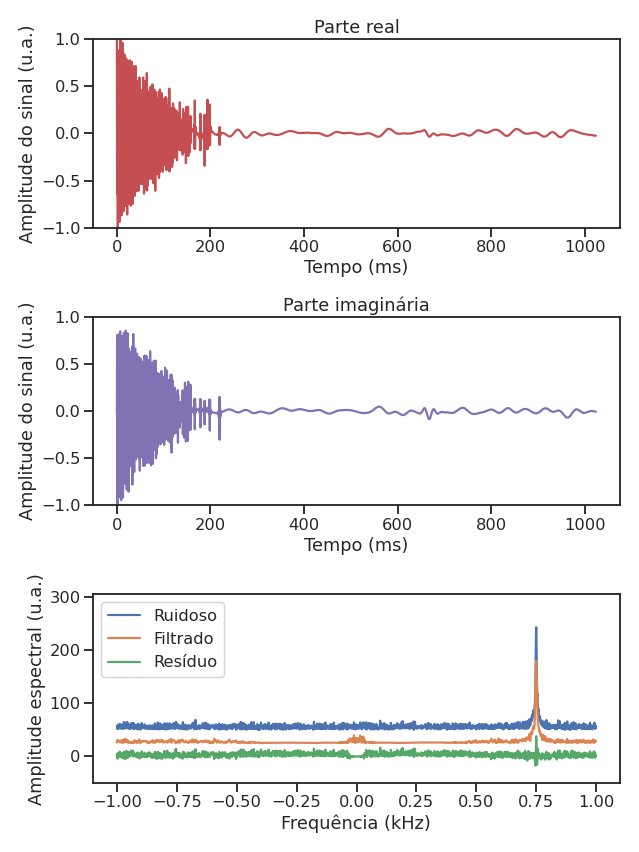 Parte real
Amplitude do sinal (u.a.)
1.0
0.5
0.0
−0.5
−1.0
0 200 400 600 800 1000
Tempo (ms)
Parte imaginária
Amplitude do sinal (u.a.)
1.0
0.5
0.0
−0.5
−1.0
0 200 400 600 800 1000
Tempo (ms)
Amplitude espectral (u.a.)
300
200
100
0
Ruidoso
Filtrado
Resíduo
−1.00 −0.75 −0.50 −0.25 0.00 0.25 0.50 0.75 1.00
Frequência (kHz)